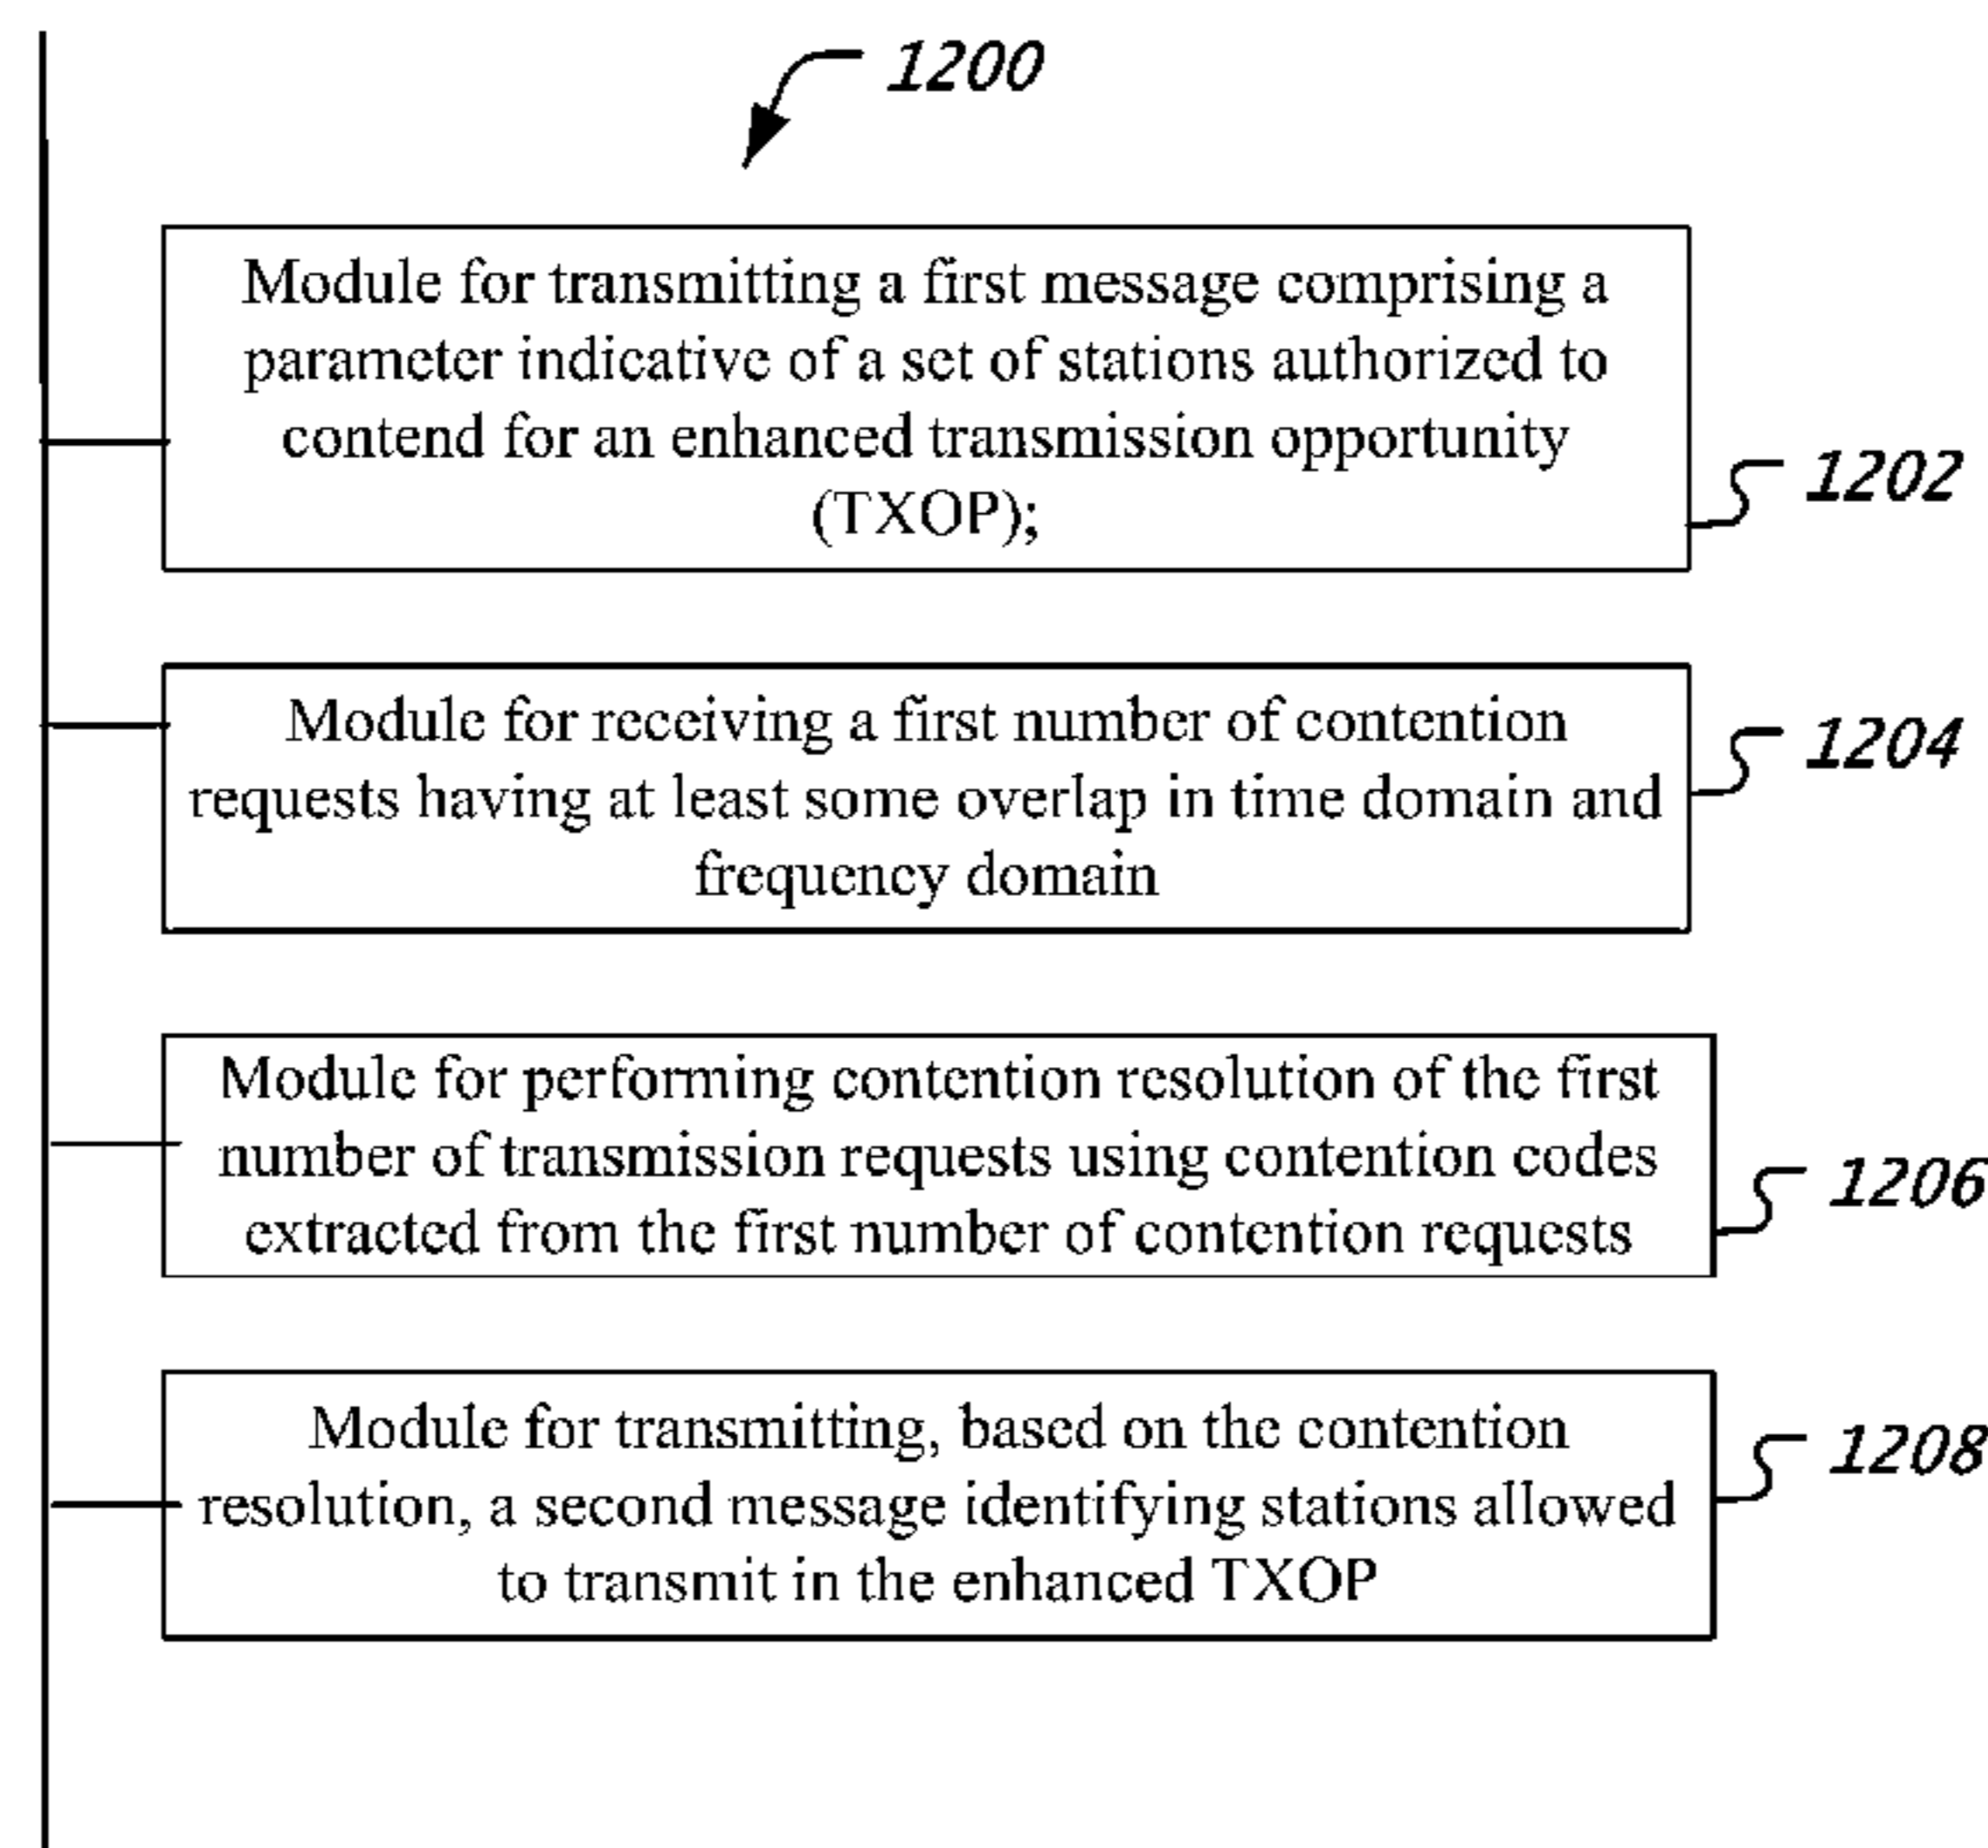 1200
Module for transmitting a first message comprising a
parameter indicative of a set of stations authorized to
contend for an enhanced transmission opportunity
(TXOP);
1202
Module for receiving a first number of contention
requests having at least some overlap in time domain and
frequency domain
1204
Module for performing contention resolution of the first
number of transmission requests using contention codes
extracted from the first number of contention requests
1206
Module for transmitting, based on the contention
resolution, a second message identifying stations allowed
to transmit in the enhanced TXOP
1208